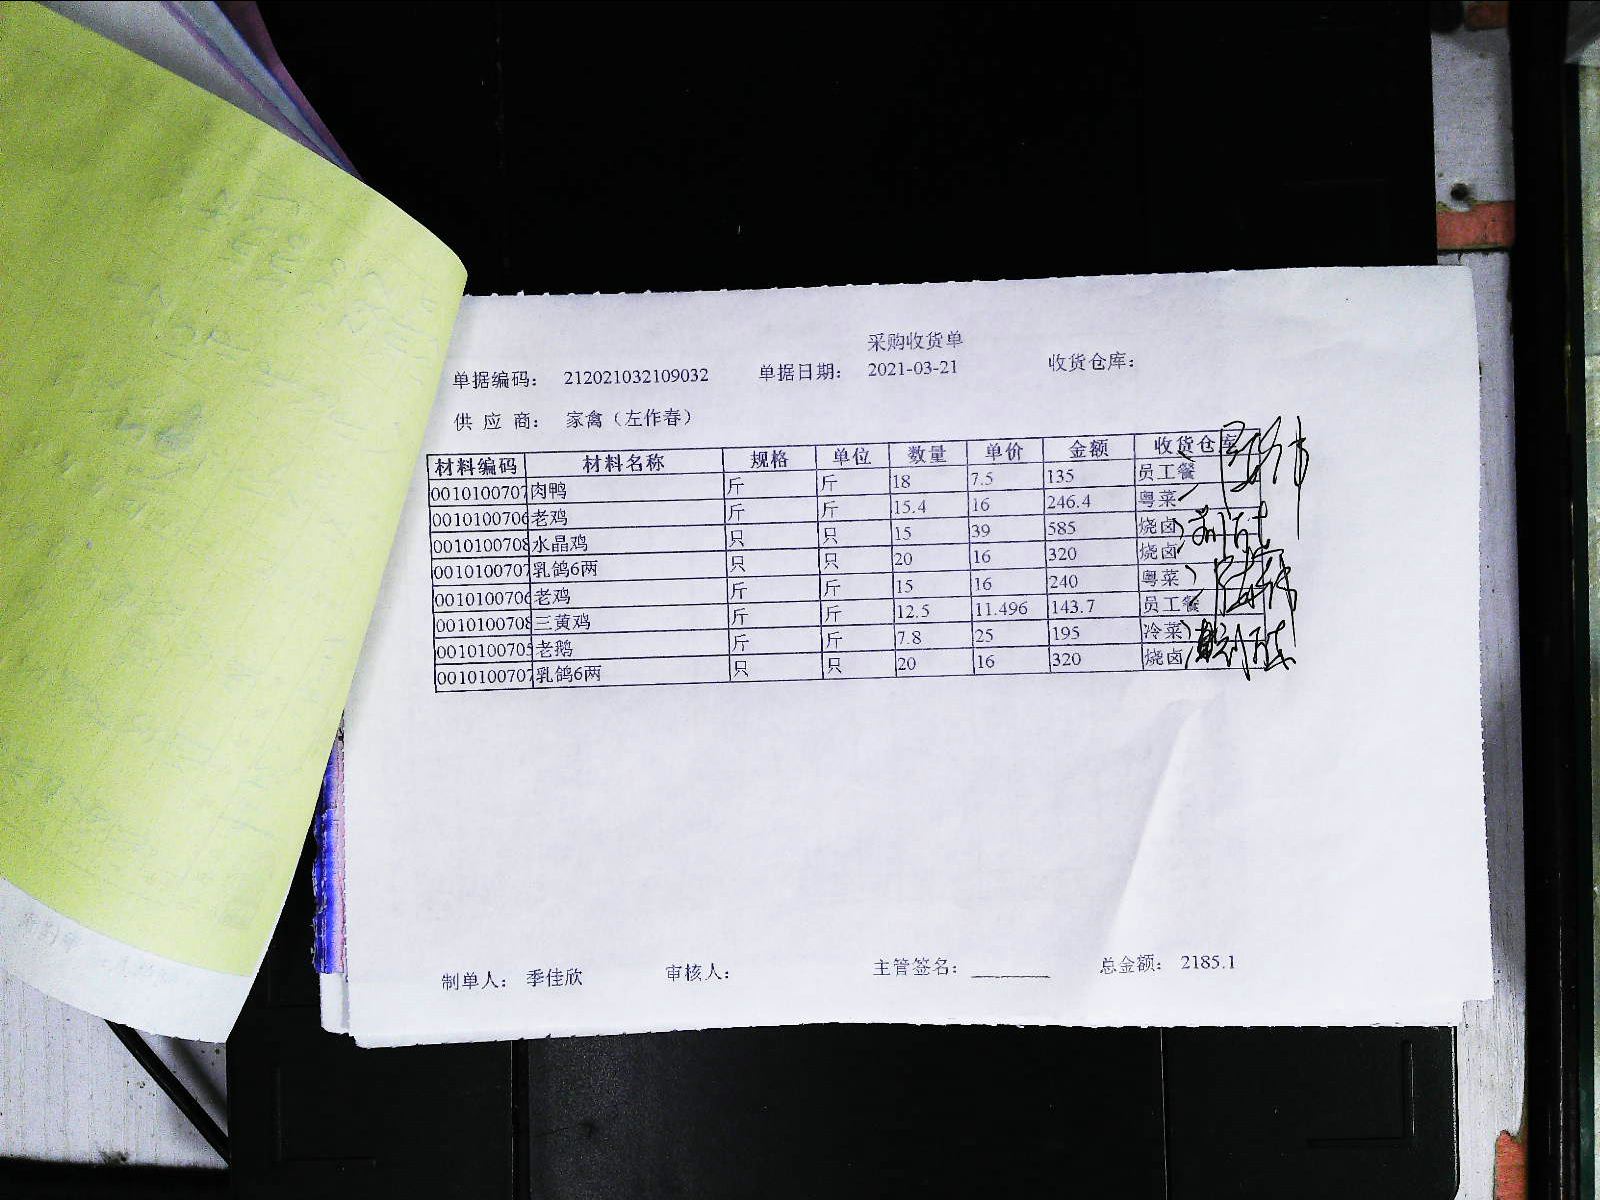 采购收货单
单据编码： 212021032109032 单据日期： 2021-03-21 收货仓库：
供 应 商： 家禽（左作春）
材料编码 材料名称 规格 单位 数量 单价 金额 收货仓库
0010100707 肉鸭 斤 斤 18 7.5 135 员工餐
0010100706 老鸡 斤 斤 15.4 16 246.4 粤菜
0010100708 水晶鸡 只 只 15 39 585 烧卤
0010100707 乳鸽6两 只 只 20 16 320 烧卤
0010100706 老鸡 斤 斤 15 16 240 粤菜
0010100708 三黄鸡 斤 斤 12.5 11.496 143.7 员工餐
0010100705 老鹅 斤 斤 7.8 25 195 冷菜
0010100707 乳鸽6两 只 只 20 16 320 烧卤
制单人： 季佳欣 审核人： 主管签名： 总金额： 2185.1